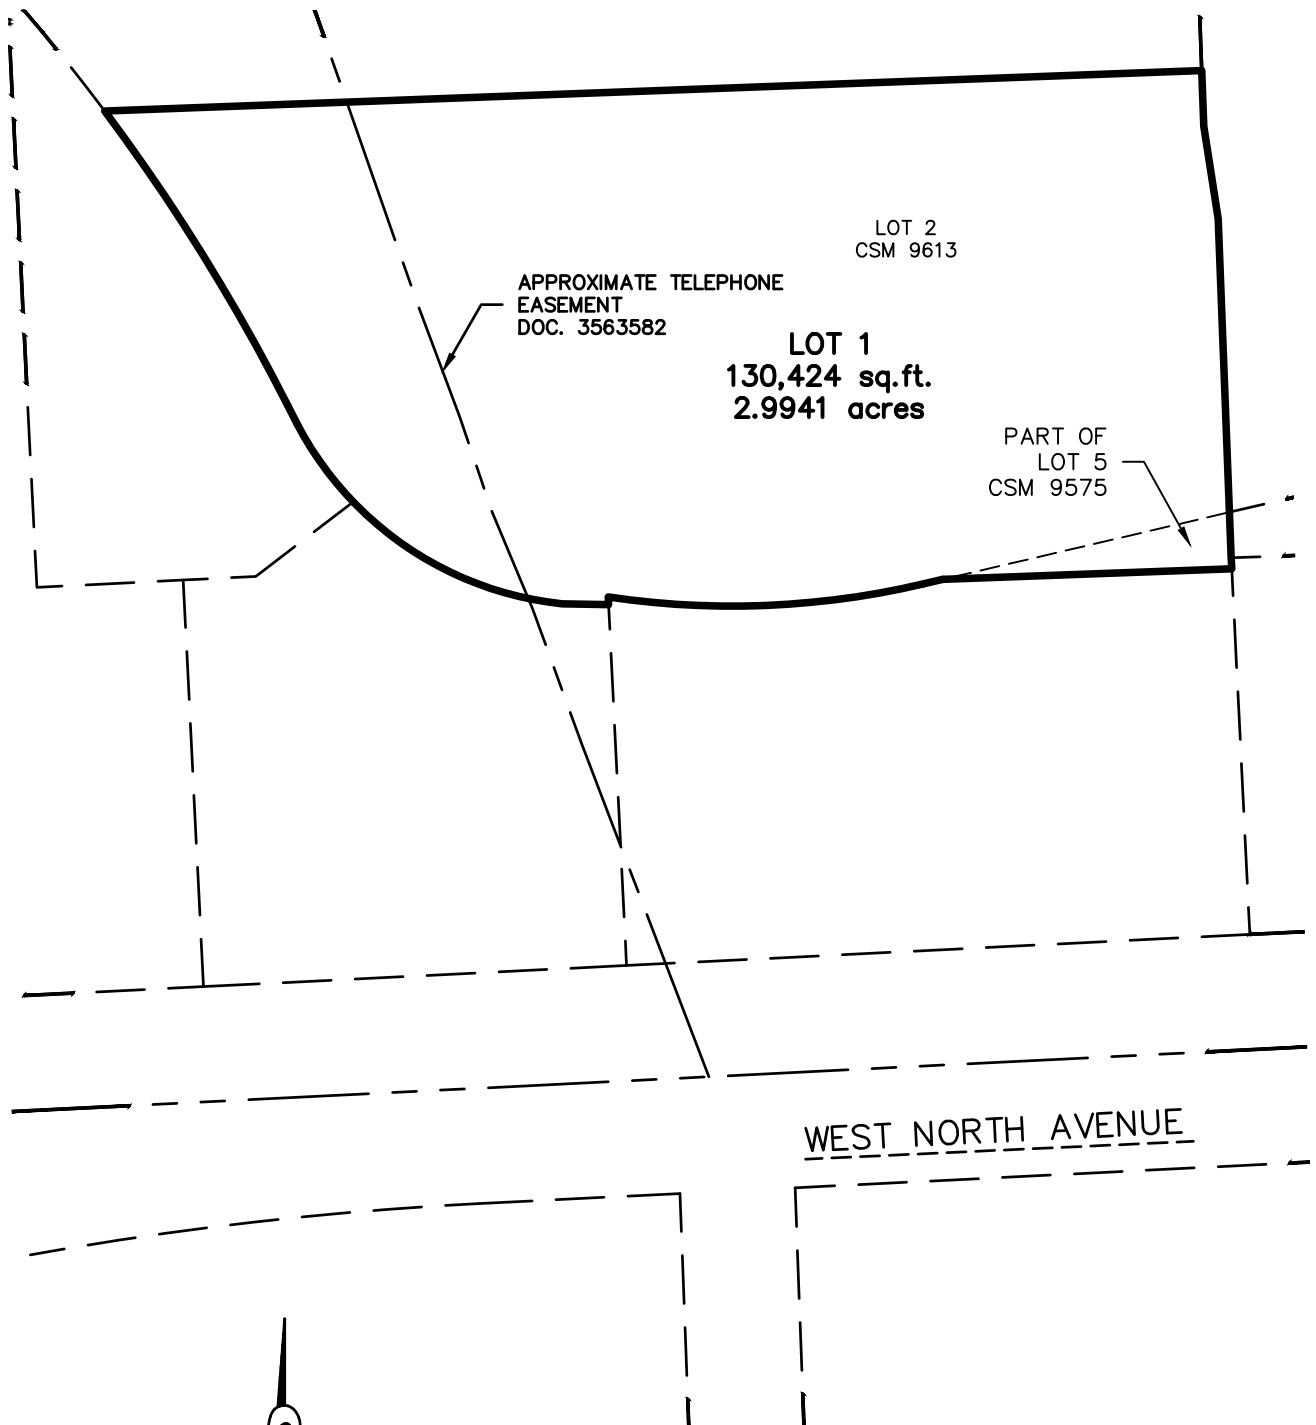 LOT 2
CSM 9613
APPROXIMATE TELEPHONE
EASEMENT
DOC. 3563582
LOT 1
130,424 sq.ft.
2.9941 acres
PART OF
LOT 5
CSM 9575
WEST NORTH AVENUE